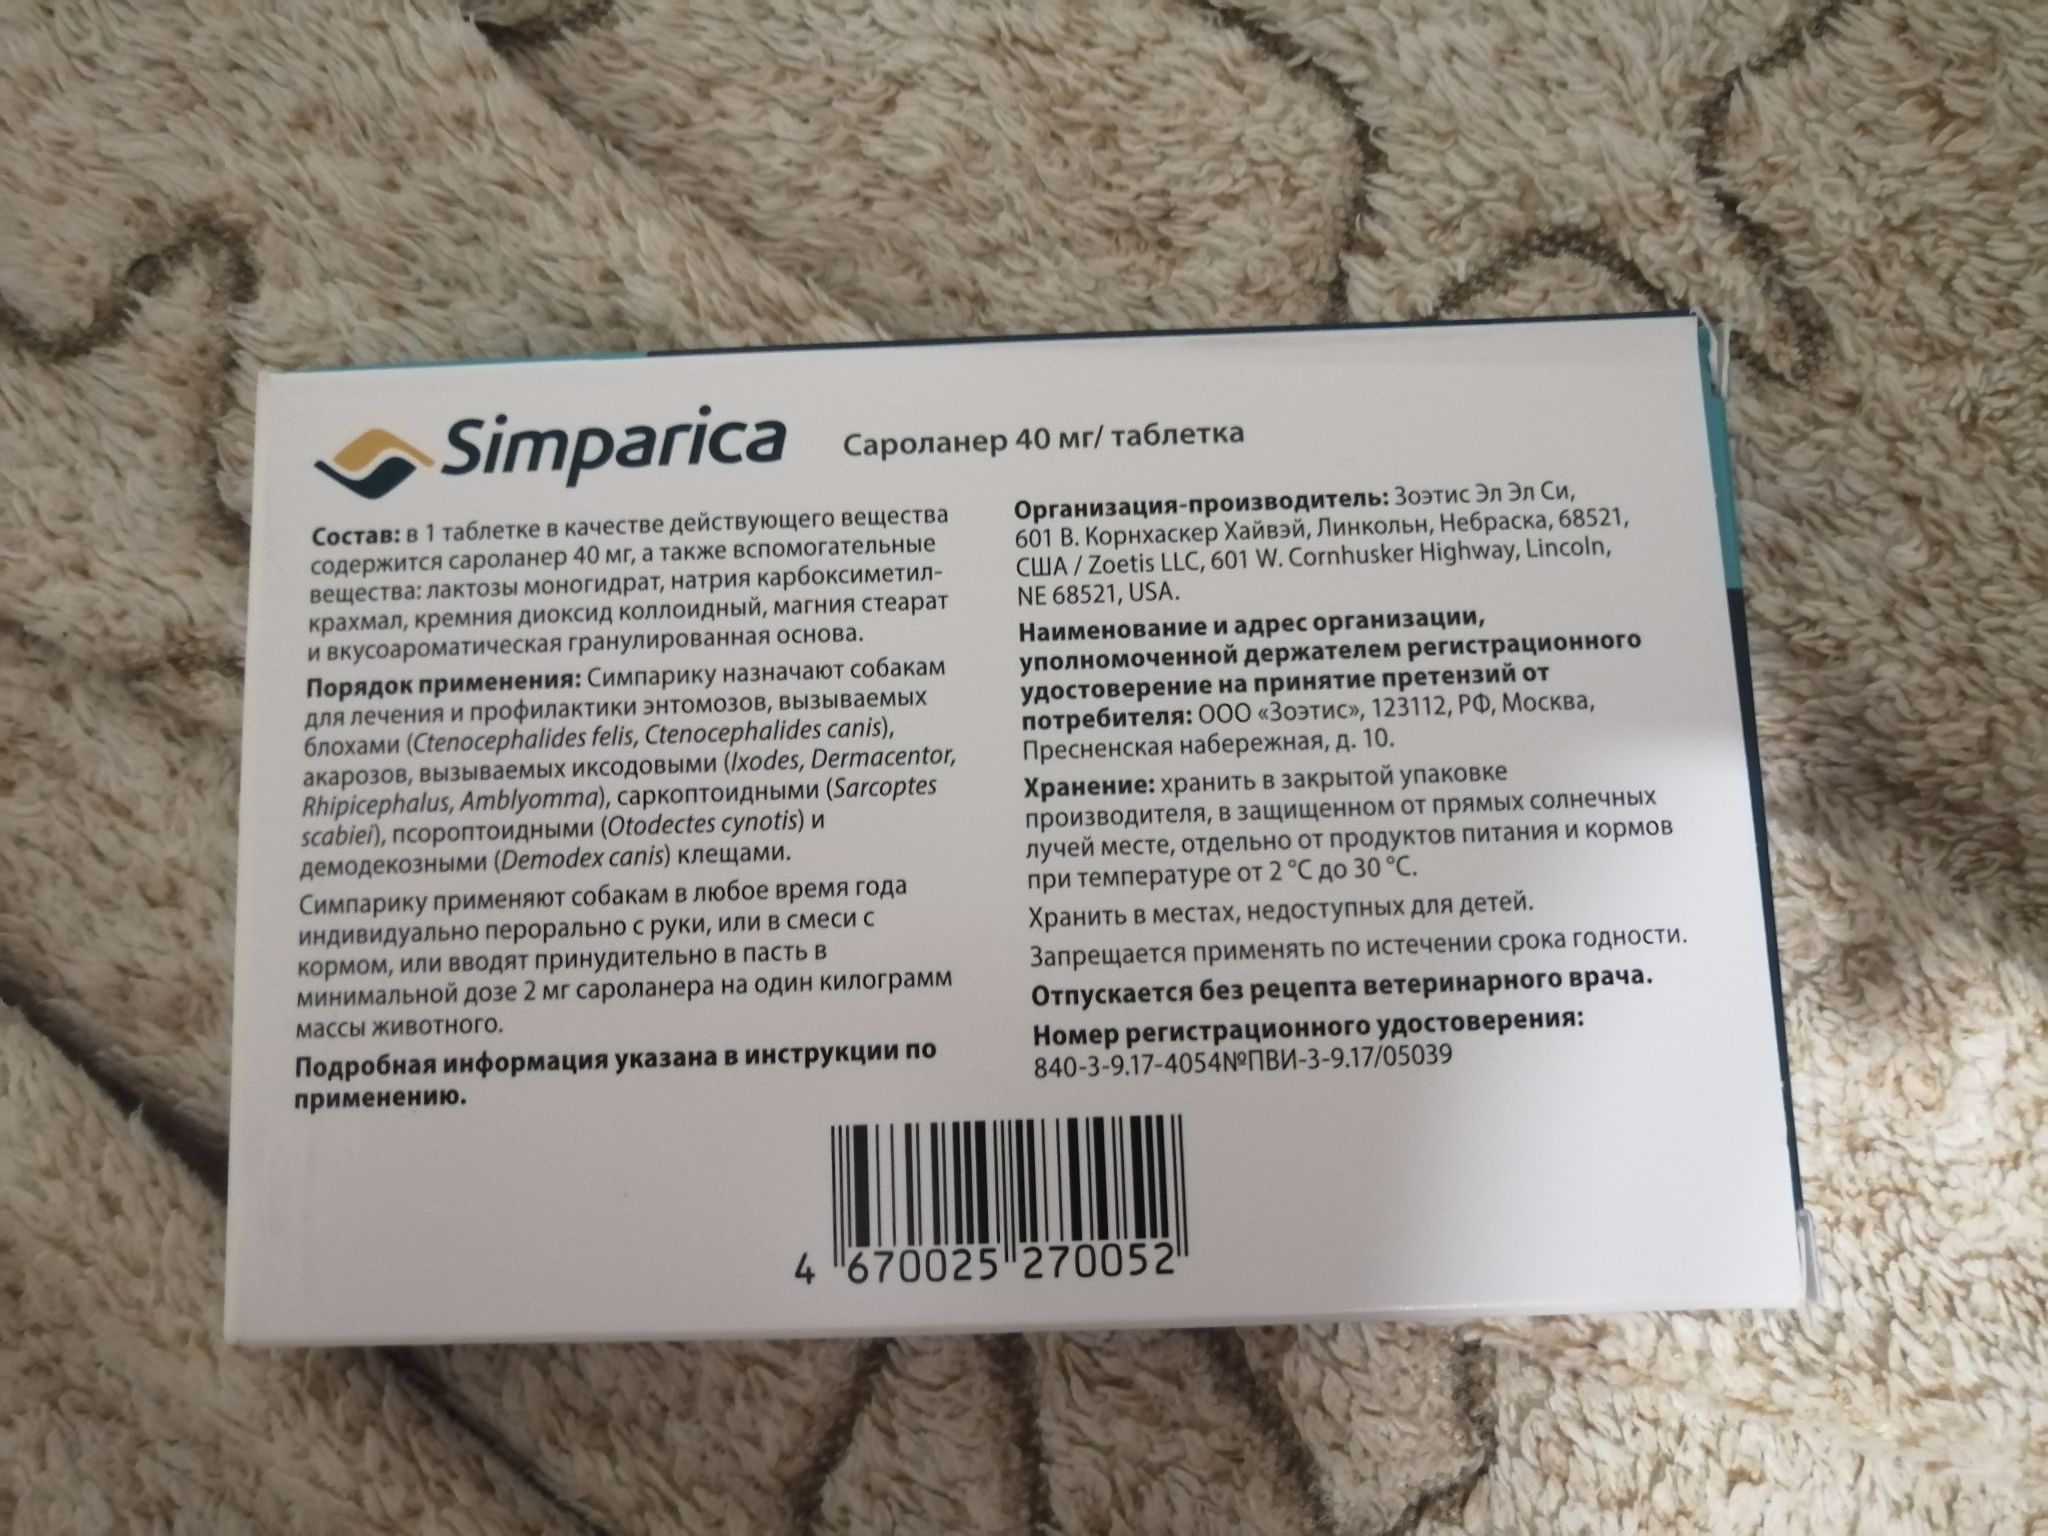 Simparica
Сароланер 40 мг/ таблетка
Состав: в 1 таблетке в качестве действующего вещества
содержится сароланер 40 мг, а также вспомогательные
вещества: лактозы моногидрат, натрия карбоксиметил-
крахмал, кремния диоксид коллоидный, магния стеарат
и вкусоароматическая гранулированная основа.
Порядок применения: Симпарику назначают собакам
для лечения и профилактики энтомозов, вызываемых
блохами (Ctenocephalides felis, Ctenocephalides canis),
акарозов, вызываемых иксодовыми (Ixodes, Dermacentor,
Rhipicephalus, Amblyomma), саркоптоидными (Sarcoptes
scabiei), псороптоидными (Otodectes cynotis) и
демодекозными (Demodex canis) клещами.
Симпарику применяют собакам в любое время года
индивидуально перорально с руки, или в смеси с
кормом, или вводят принудительно в пасть в
минимальной дозе 2 мг сароланера на один килограмм
массы животного.
Подробная информация указана в инструкции по
применению.
Организация-производитель: Зоэтис Эл Эл Си,
601 В. Корнхаскер Хайвэй, Линкольн, Небраска, 68521,
США / Zoetis LLC, 601 W. Cornhusker Highway, Lincoln,
NE 68521, USA.
Наименование и адрес организации,
уполномоченной держателем регистрационного
удостоверение на принятие претензий от
потребителя: ООО «Зоэтис», 123112, РФ, Москва,
Пресненская набережная, д. 10.
Хранение: хранить в закрытой упаковке
производителя, в защищенном от прямых солнечных
лучей месте, отдельно от продуктов питания и кормов
при температуре от 2 °C до 30 °C.
Хранить в местах, недоступных для детей.
Запрещается применять по истечении срока годности.
Отпускается без рецепта ветеринарного врача.
Номер регистрационного удостоверения:
840-3-9.17-4054№ПВИ-3-9.17/05039
4 670025 270052